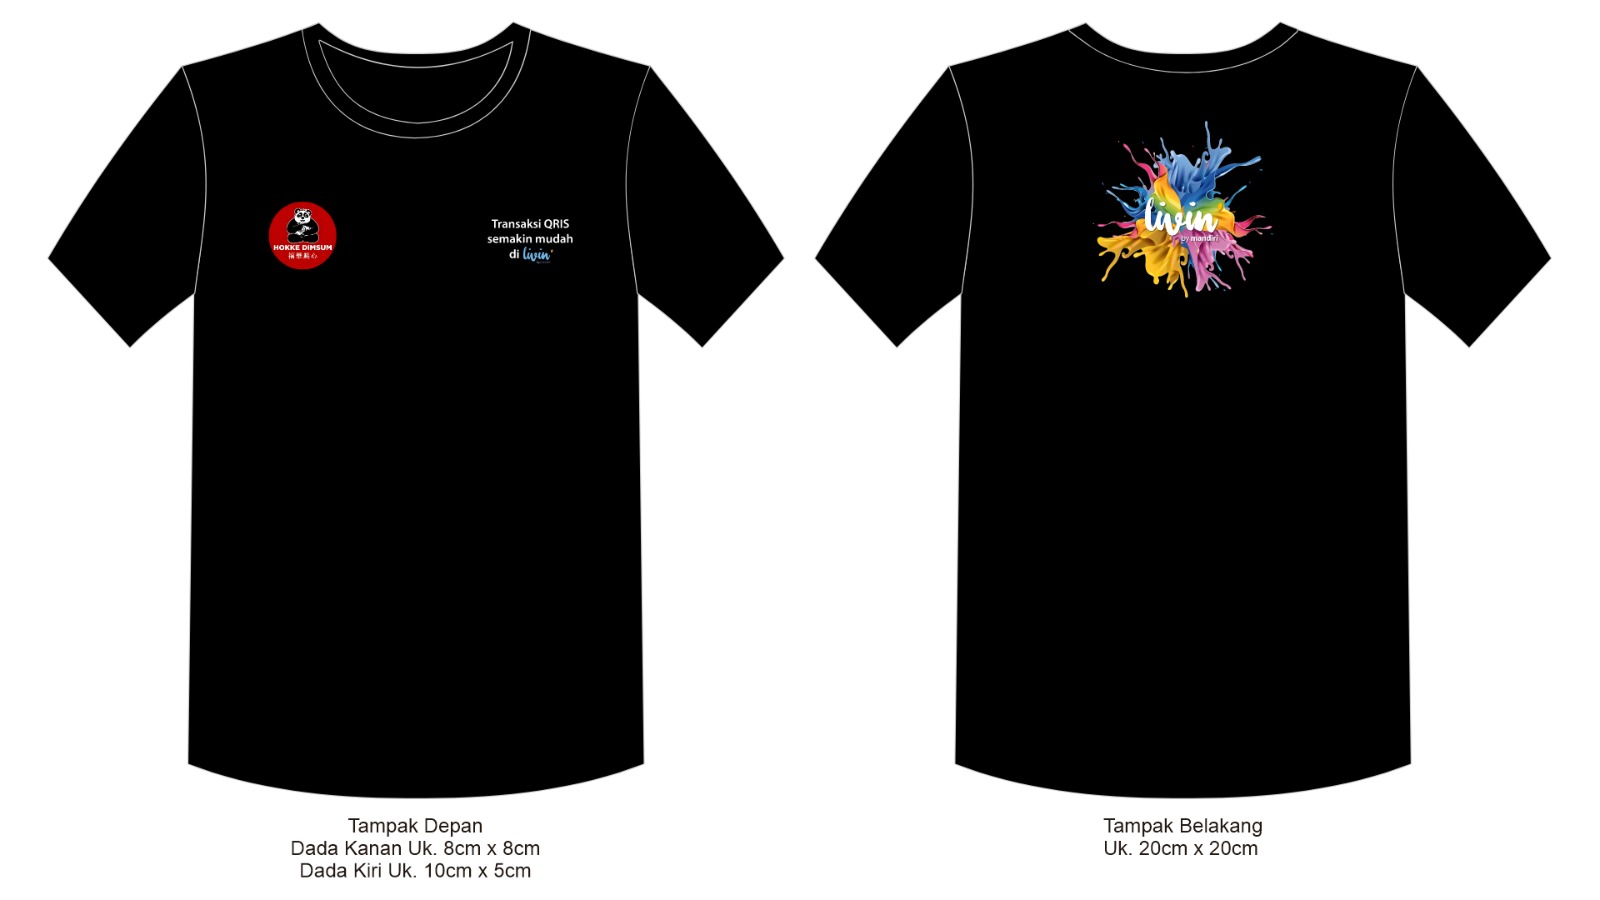 HOKKE DIMSUM
Transaksi QRIS
semakin mudah
di livin'
livin
by mandiri
Tampak Depan
Dada Kanan Uk. 8cm x 8cm
Dada Kiri Uk. 10cm x 5cm
Tampak Belakang
Uk. 20cm x 20cm